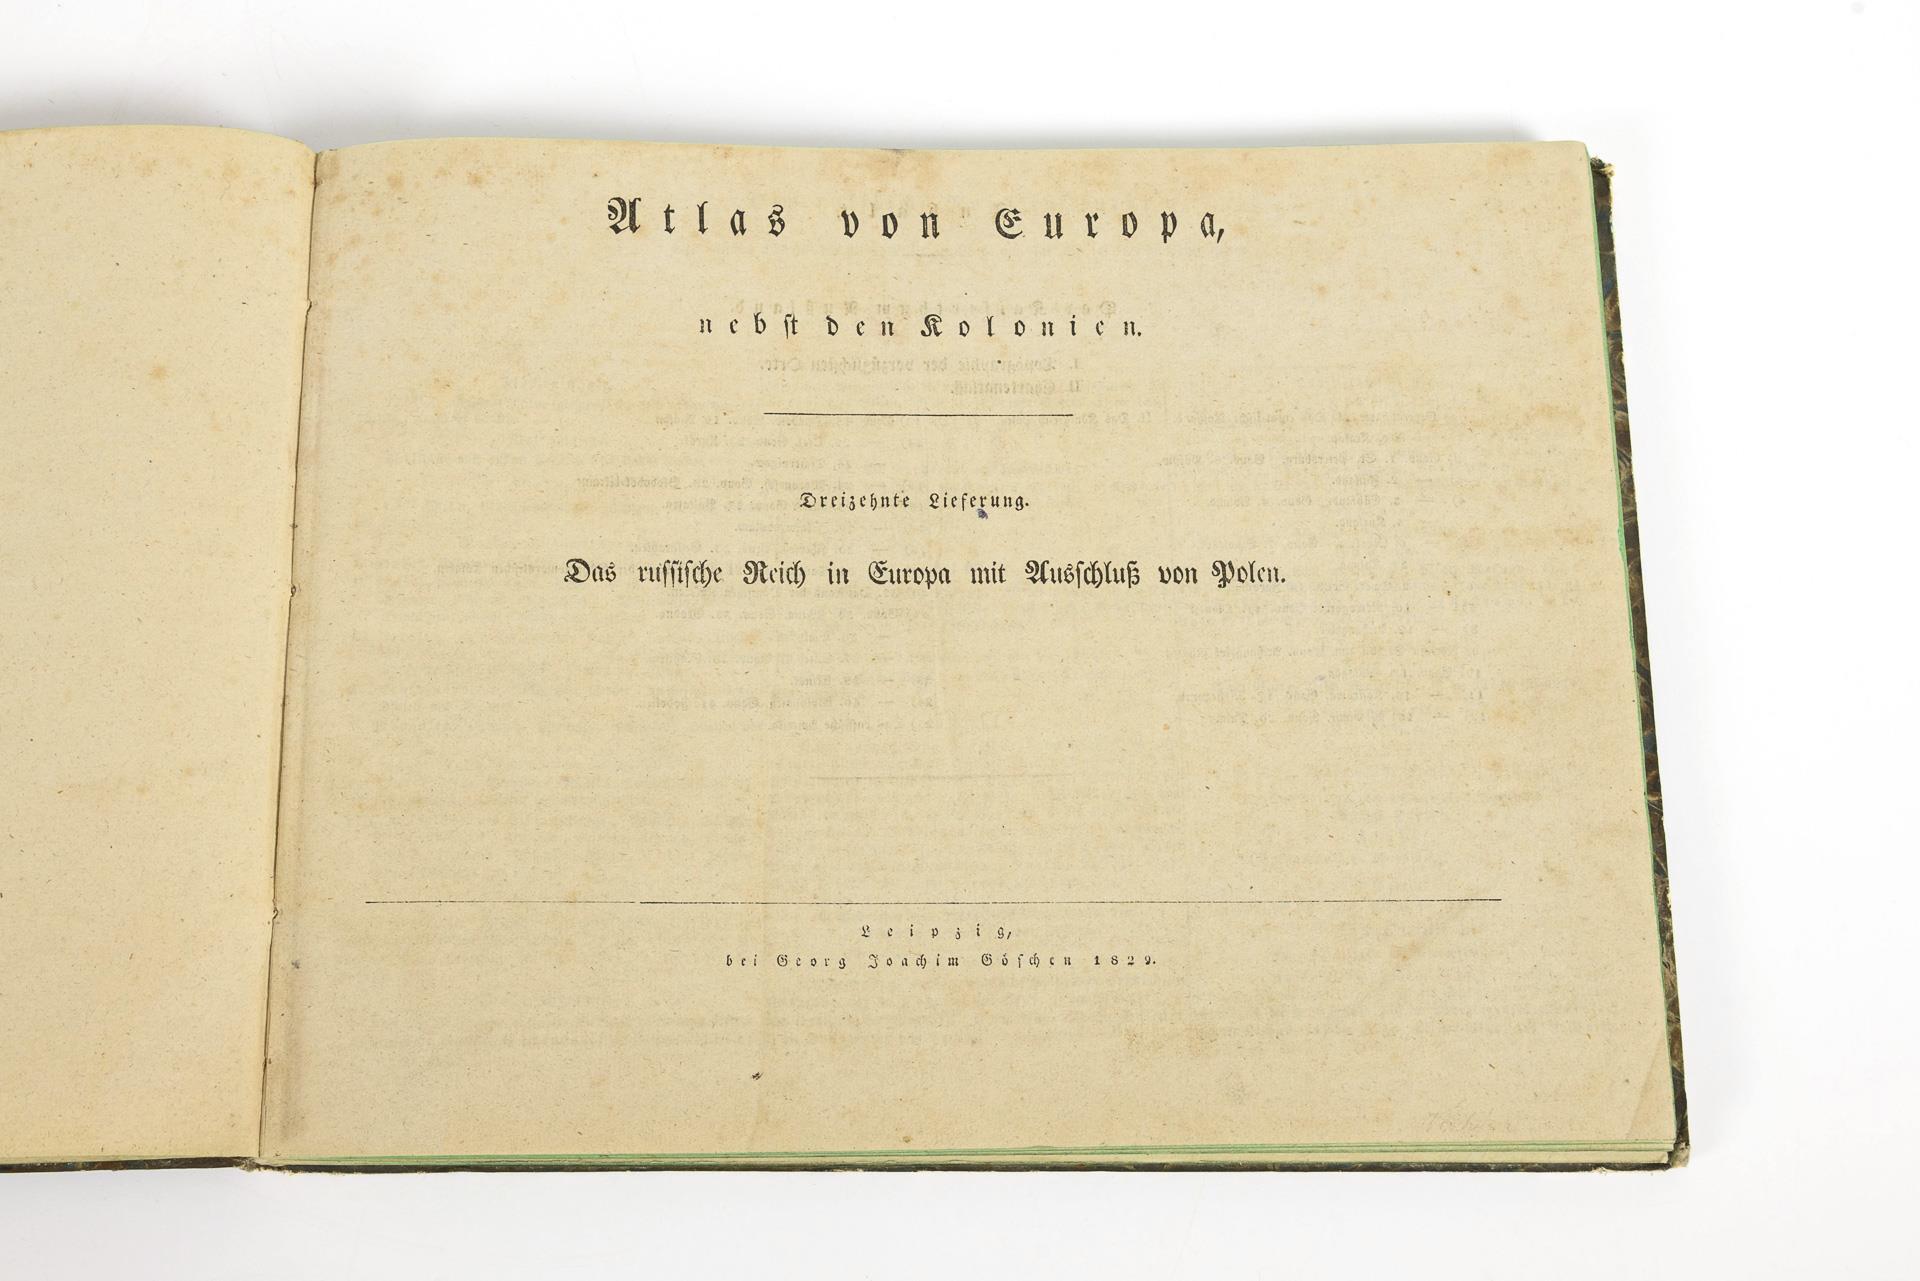 Atlas von Europa,
nebst den Kolonien.
Dreizehnte Lieferung.
Das russische Reich in Europa mit Ausschluß von Polen.
Leipzig,
bei Georg Joachim Göschen 1829.